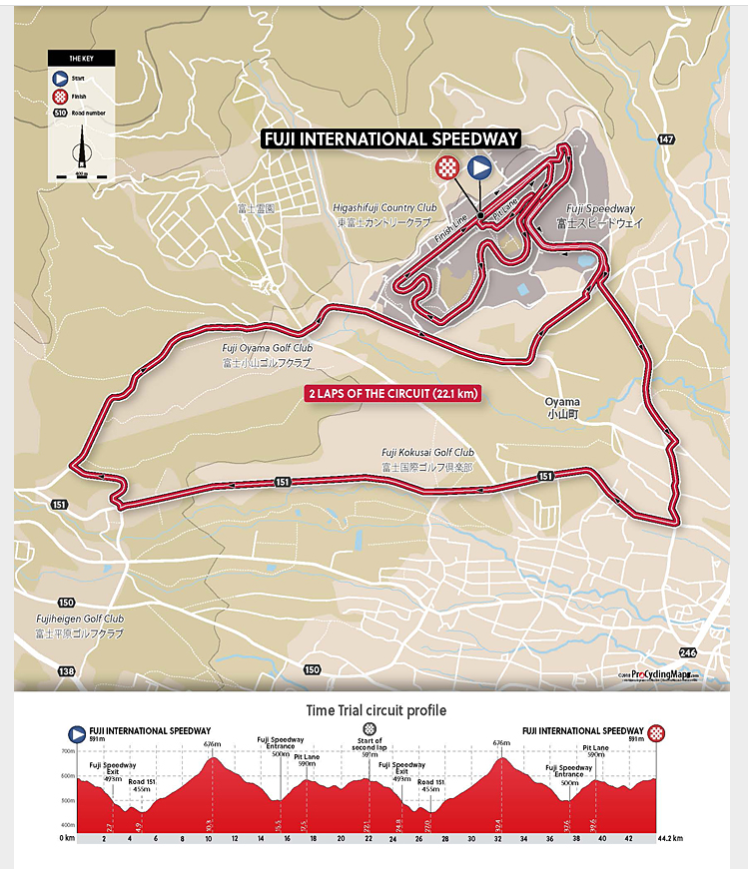 THE KEY
Start
Finish
510 Road number
FUJI INTERNATIONAL SPEEDWAY
147
富士霊園
Higashifuji Country Club
東富士カントリークラブ
Fuji Speedway
富士スピードウェイ
Finish Line
Pit Lane
Fuji Oyama Golf Club
富士小山ゴルフクラブ
2 LAPS OF THE CIRCUIT (22.1 km)
Oyama
小山町
Fuji Kokusai Golf Club
富士国際ゴルフ倶楽部
151
151
151
150
Fujiheigen Golf Club
富士平原ゴルフクラブ
138
150
246
ProCyclingMaps.com
Time Trial circuit profile
FUJI INTERNATIONAL SPEEDWAY
591 m
Fuji Speedway
Exit
493m
Road 151
455m
676m
Fuji Speedway
Entrance
500m
Pit Lane
590m
Start of
second lap
591m
Fuji Speedway
Exit
493m
Road 151
455m
676m
Fuji Speedway
Entrance
500m
Pit Lane
590m
FUJI INTERNATIONAL SPEEDWAY
591 m
700m
600m
500m
400m
2.7
4.9
10.3
15.5
17.5
22.1
24.8
27.0
32.4
39.6
0 km 2 4 6 8 10 12 14 16 18 20 22 24 26 28 30 32 34 36 38 40 42 44.2 km